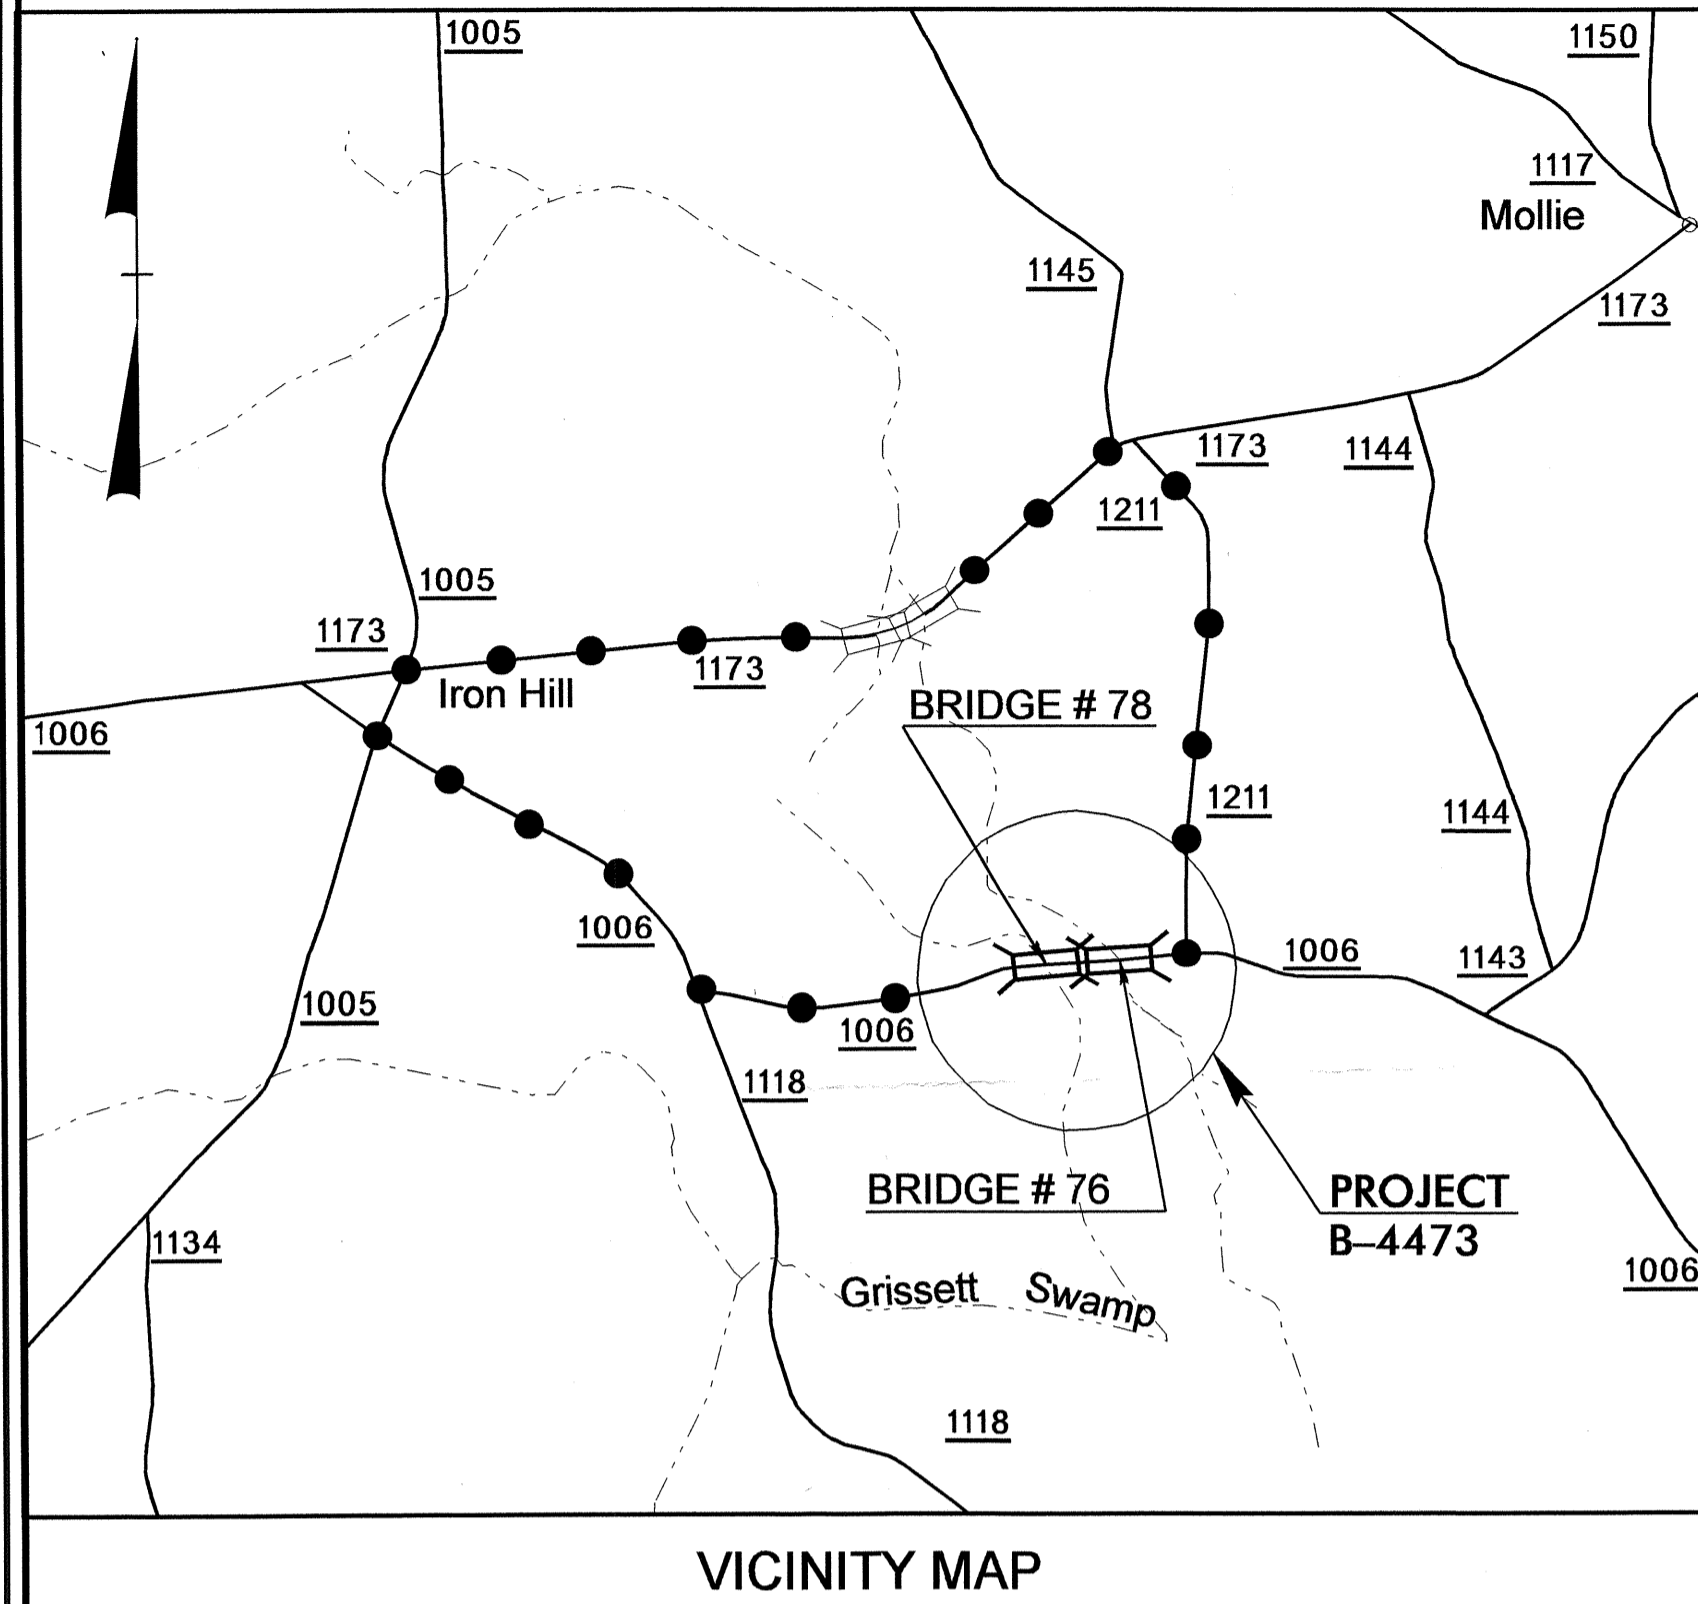 1005
1150
1117
Mollie
1145
1173
1173
1144
1211
1005
1173
1173
Iron Hill
BRIDGE # 78
1006
1211
1144
1006
1006
1143
1005
1006
1118
BRIDGE # 76
PROJECT
B-4473
1134
1006
Grissett Swamp
1118
VICINITY MAP